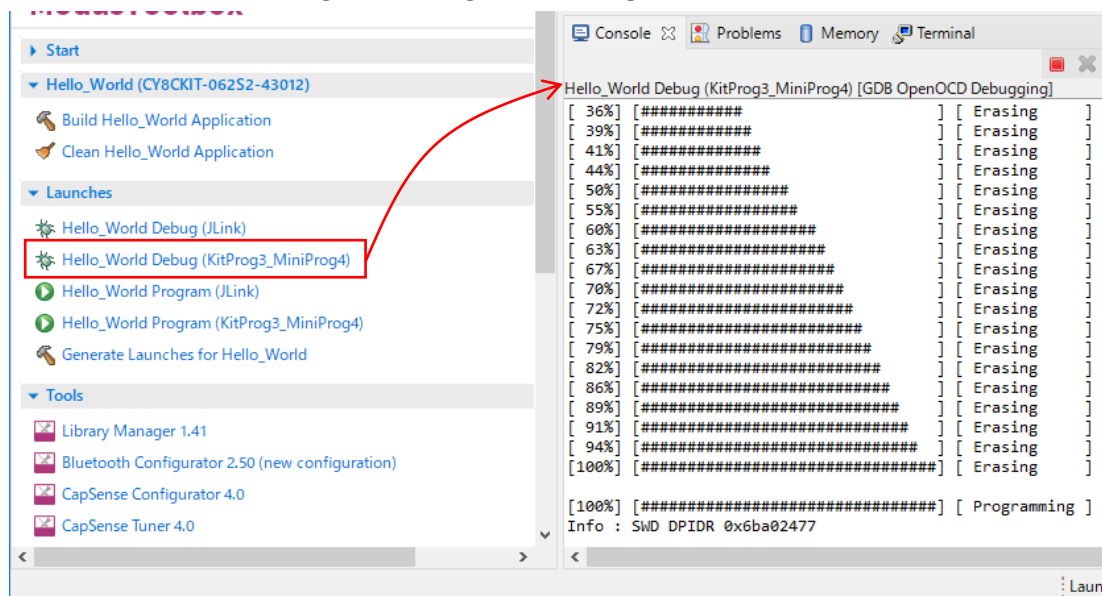 Start
Hello_World (CY8CKIT-062S2-43012)
Build Hello_World Application
Clean Hello_World Application
Launches
Hello_World Debug (JLink)
Hello_World Debug (KitProg3_MiniProg4)
Hello_World Program (JLink)
Hello_World Program (KitProg3_MiniProg4)
Generate Launches for Hello_World
Tools
Library Manager 1.41
Bluetooth Configurator 2.50 (new configuration)
CapSense Configurator 4.0
CapSense Tuner 4.0
Console Problems Memory Terminal
Hello_World Debug (KitProg3_MiniProg4) [GDB OpenOCD Debugging]
[ 36%] [########### ] [ Erasing ]
[ 39%] [############ ] [ Erasing ]
[ 41%] [############# ] [ Erasing ]
[ 44%] [############## ] [ Erasing ]
[ 50%] [################ ] [ Erasing ]
[ 55%] [################# ] [ Erasing ]
[ 60%] [################### ] [ Erasing ]
[ 63%] [#################### ] [ Erasing ]
[ 67%] [##################### ] [ Erasing ]
[ 70%] [###################### ] [ Erasing ]
[ 72%] [####################### ] [ Erasing ]
[ 75%] [######################## ] [ Erasing ]
[ 79%] [######################### ] [ Erasing ]
[ 82%] [########################## ] [ Erasing ]
[ 86%] [########################### ] [ Erasing ]
[ 89%] [############################ ] [ Erasing ]
[ 91%] [############################# ] [ Erasing ]
[ 94%] [############################## ] [ Erasing ]
[100%] [################################] [ Erasing ]
[100%] [################################] [ Programming ]
Info : SWD DPIDR 0x6ba02477